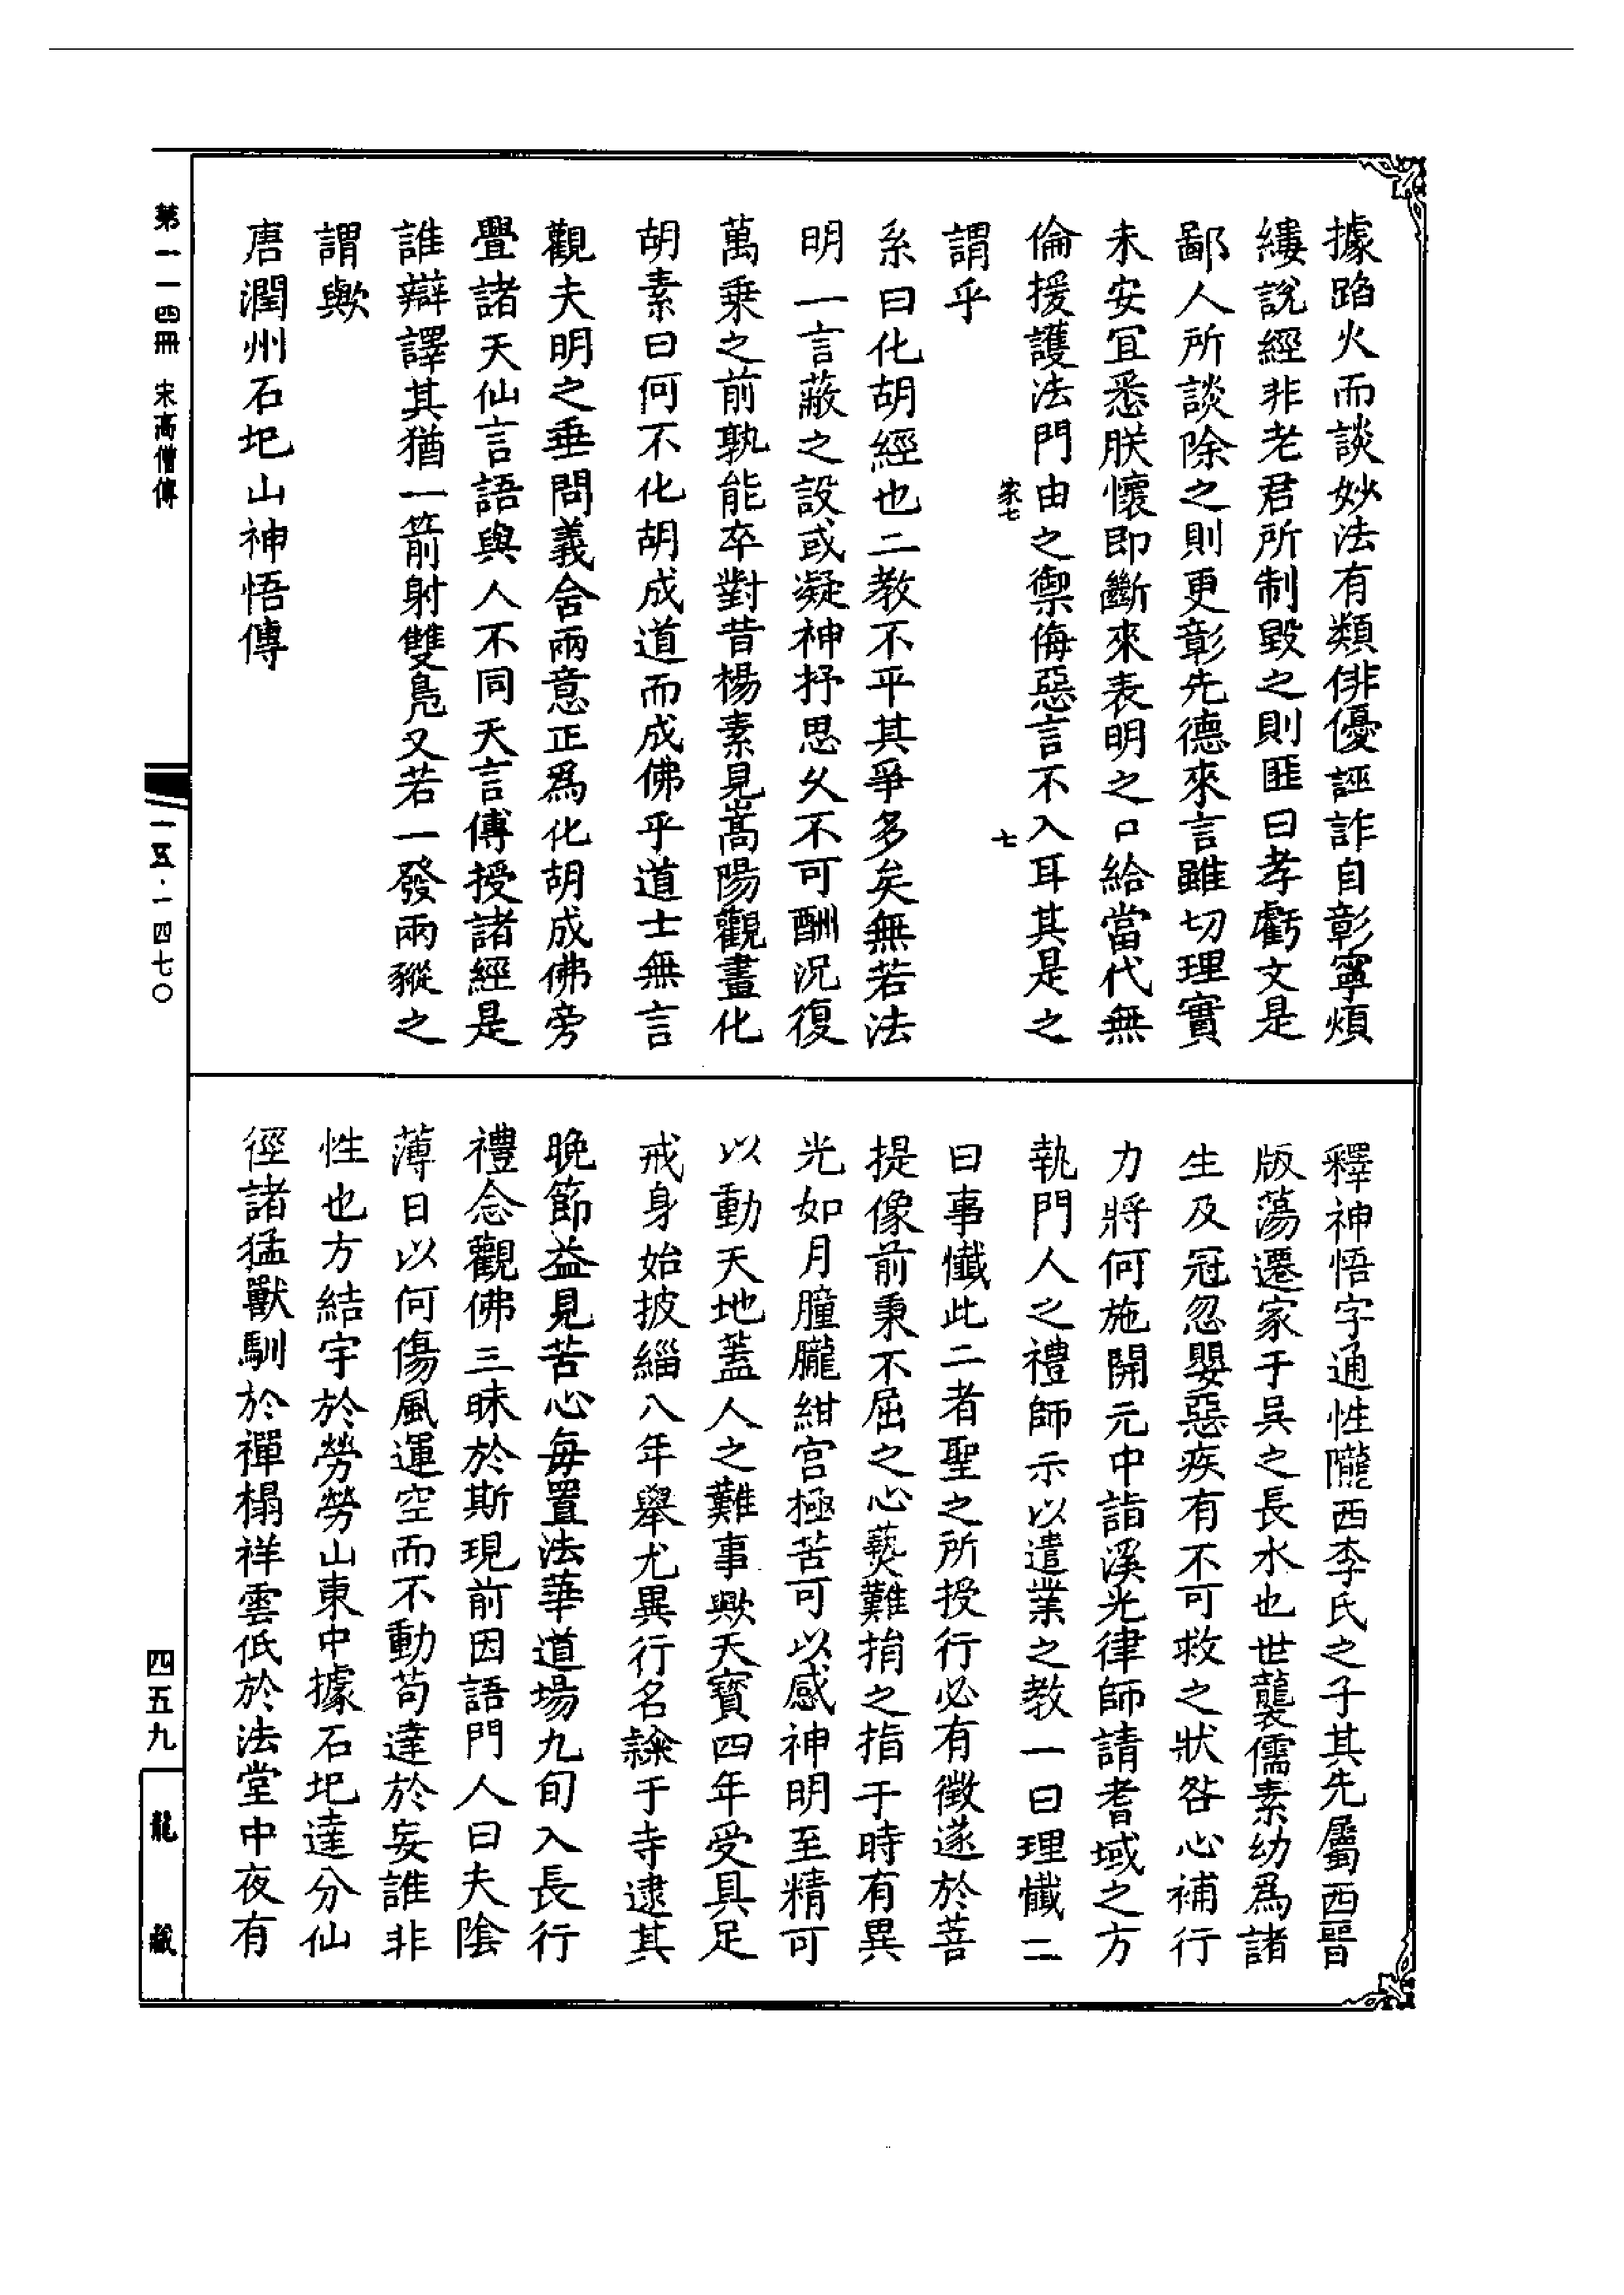 據蹈火而談妙法有類俳優誣詐自彰寧煩
縷說經非老君所制毀之則匪曰孝虧文是
鄙人所談除之則更彰先德來言雖切理實
未安宜悉朕懷即斷來表明之口給當代無
倫援護法門由之禦侮惡言不入耳其是之
謂乎
系曰化胡經也二教不平其爭多矣無若法
明一言蔽之設或凝神抒思久不可酬況復
萬乘之前孰能卒對昔楊素見嵩陽觀畫化
胡素曰何不化胡成道而成佛乎道士無言
觀夫明之垂問義含兩意正為化胡成佛旁
疊諸天仙言語與人不同天言傳授諸經是
誰辯譯其猶一箭射雙鳧又若一發兩豵之
謂歟
唐潤州石圯山神悟傳
家七
七
釋神悟字通性隴西李氏之子其先屬西晉
版蕩遷家于吳之長水也世襲儒素幼為諸
生及冠忽嬰惡疾有不可救之狀咎心補行
力將何施開元中詣溪光律師請耆域之方
執門人之禮師示以遣業之教一曰理懺二
曰事懺此二者聖之所授行必有徵遂於菩
提像前秉不屈之心爇難捐之指于時有異
光如月朣朧紺宮極苦可以感神明至精可
以動天地蓋人之難事歟天寶四年受具足
戒身始披緇八年舉尤異行名隸于寺逮其
晚節益見苦心每置法華道場九旬入長行
禮念觀佛三昧於斯現前因語門人曰夫陰
薄日以何傷風運空而不動苟達於妄誰非
性也方結宇於勞勞山東中據石圯達分仙
徑諸猛獸馴於禪榻祥雲低於法堂中夜有
第一一四冊 宋高僧傳
一五·一四七〇
四五九
龍藏